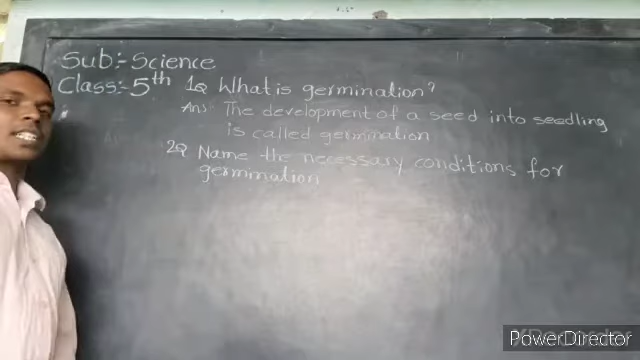 Sub:- Science
Class:- 5th 1Q What is germination?
Ans: The development of a seed into seedling
is called germination
2Q Name the necessary conditions for
germination
PowerDirector